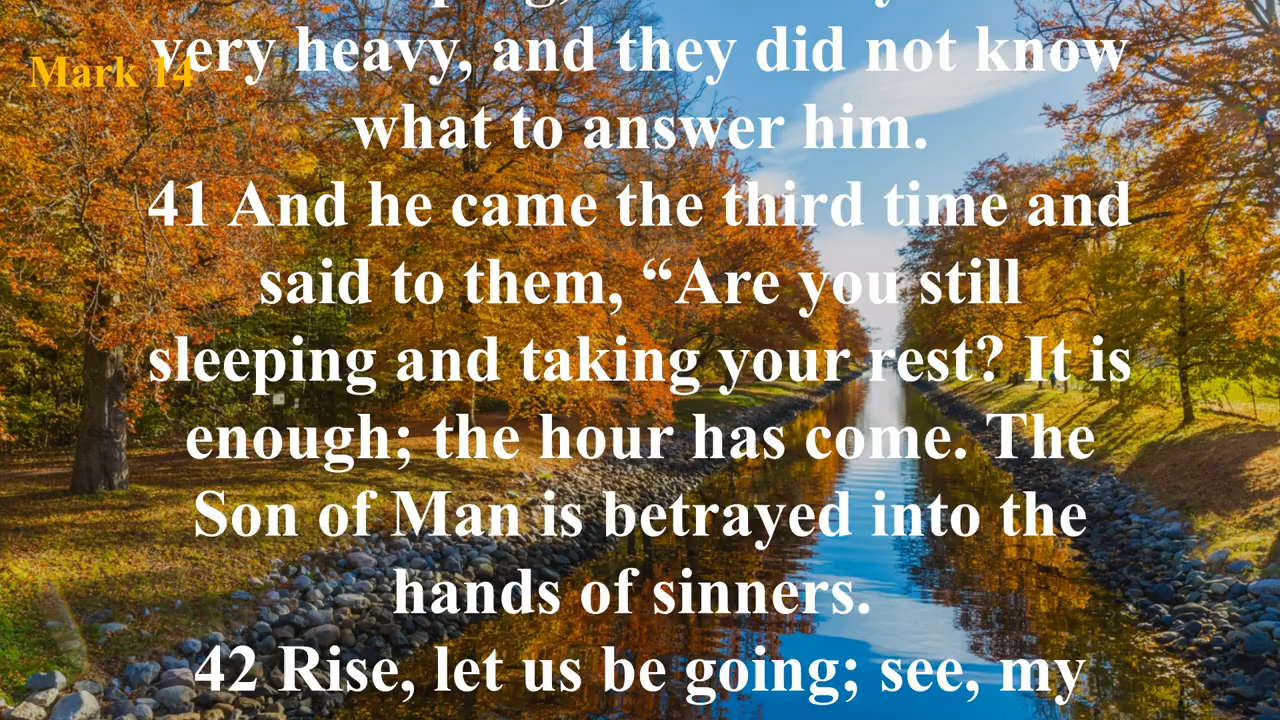 Mark 14
very heavy, and they did not know
what to answer him.
41 And he came the third time and
said to them, “Are you still
sleeping and taking your rest? It is
enough; the hour has come. The
Son of Man is betrayed into the
hands of sinners.
42 Rise, let us be going; see, my